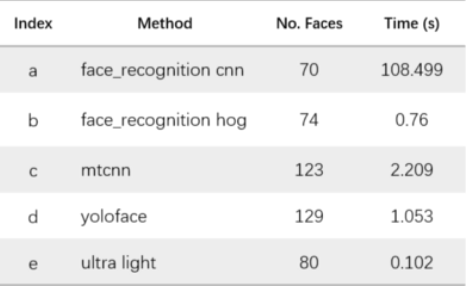 Index Method No. Faces Time (s)
a face_recognition cnn 70 108.499
b face_recognition hog 74 0.76
c mtcnn 123 2.209
d yoloface 129 1.053
e ultra light 80 0.102